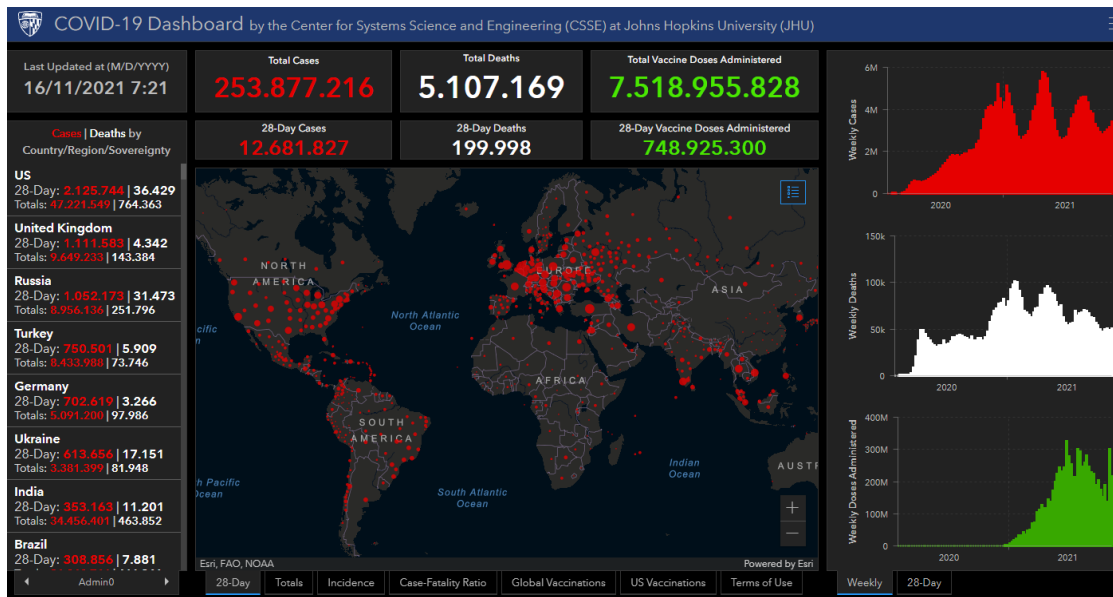 COVID-19 Dashboard by the Center for Systems Science and Engineering (CSSE) at Johns Hopkins University (JHU)
Last Updated at (M/D/YYYY)
16/11/2021 7:21
Cases | Deaths by
Country/Region/Sovereignty
US
28-Day: 2.125.744 | 36.429
Totals: 47.221.549 | 764.363
United Kingdom
28-Day: 1.111.583 | 4.342
Totals: 9.649.233 | 143.384
Russia
28-Day: 1.052.173 | 31.473
Totals: 8.956.136 | 251.796
Turkey
28-Day: 750.501 | 5.909
Totals: 8.433.988 | 73.746
Germany
28-Day: 702.619 | 3.266
Totals: 5.091.200 | 97.986
Ukraine
28-Day: 613.656 | 17.151
Totals: 3.381.399 | 81.948
India
28-Day: 353.163 | 11.201
Totals: 34.456.401 | 463.852
Brazil
28-Day: 308.856 | 7.881
Admin0
Total Cases
253.877.216
Total Deaths
5.107.169
Total Vaccine Doses Administered
7.518.955.828
28-Day Cases
12.681.827
28-Day Deaths
199.998
28-Day Vaccine Doses Administered
748.925.300
NORTH
AMERICA
EUROPE
ASIA
cific
n
North Atlantic
Ocean
AFRICA
SOUTH
AMERICA
h Pacific
Ocean
South Atlantic
Ocean
Indian
Ocean
AUSTR
+
−
Esri, FAO, NOAA
Powered by Esri
28-Day
Totals
Incidence
Case-Fatality Ratio
Global Vaccinations
US Vaccinations
Terms of Use
Weekly Cases
6M
4M
2M
0
2020
2021
Weekly Deaths
150k
100k
50k
0
2020
2021
Weekly Doses Administered
400M
300M
200M
100M
0
2020
2021
Weekly
28-Day